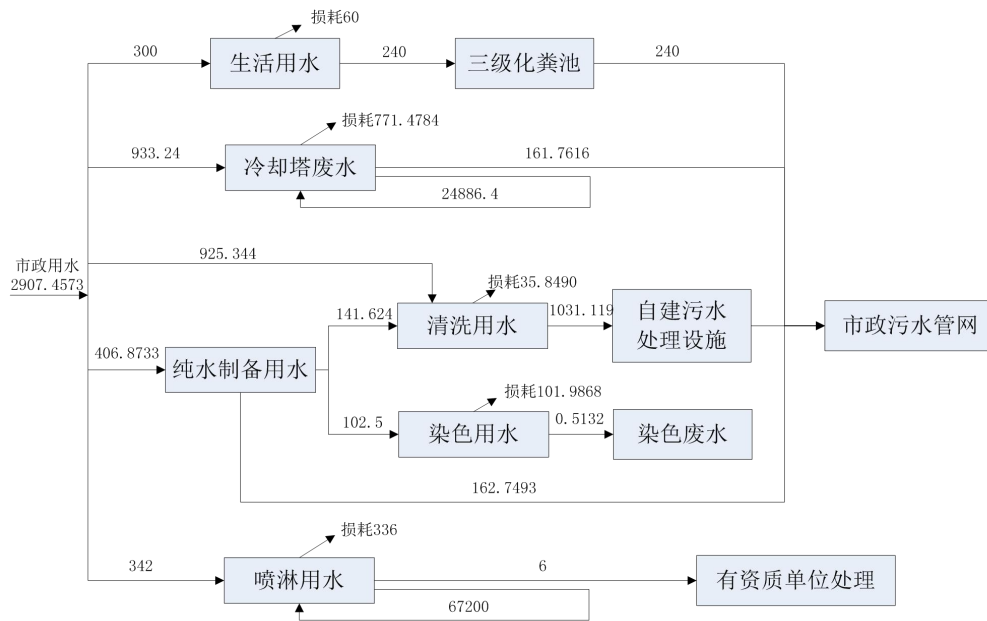 损耗60
300
生活用水
240
三级化粪池
240
损耗771.4784
933.24
冷却塔废水
161.7616
24886.4
市政用水
2907.4573
925.344
损耗35.8490
141.624
清洗用水
1031.119
自建污水
处理设施
市政污水管网
406.8733
纯水制备用水
损耗101.9868
102.5
染色用水
0.5132
染色废水
162.7493
损耗336
342
喷淋用水
6
有资质单位处理
67200